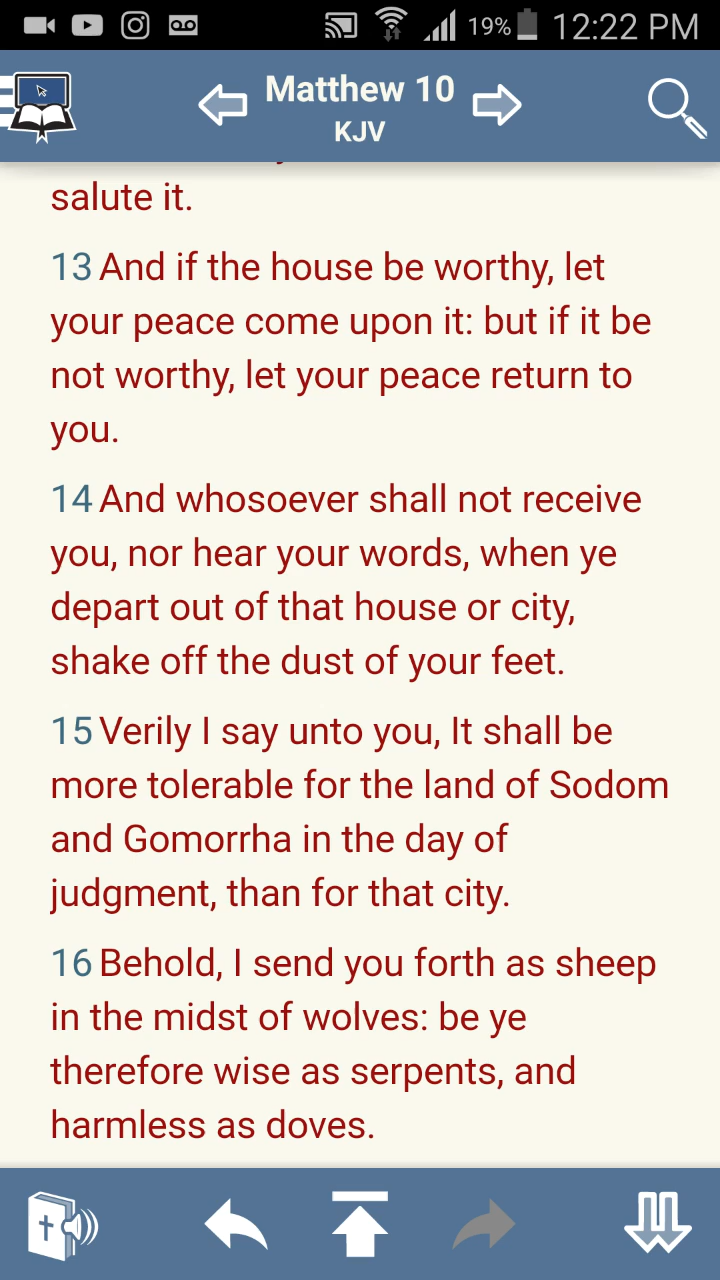 19% 12:22 PM
Matthew 10
KJV
salute it.
13 And if the house be worthy, let
your peace come upon it: but if it be
not worthy, let your peace return to
you.
14 And whosoever shall not receive
you, nor hear your words, when ye
depart out of that house or city,
shake off the dust of your feet.
15 Verily I say unto you, It shall be
more tolerable for the land of Sodom
and Gomorrha in the day of
judgment, than for that city.
16 Behold, I send you forth as sheep
in the midst of wolves: be ye
therefore wise as serpents, and
harmless as doves.